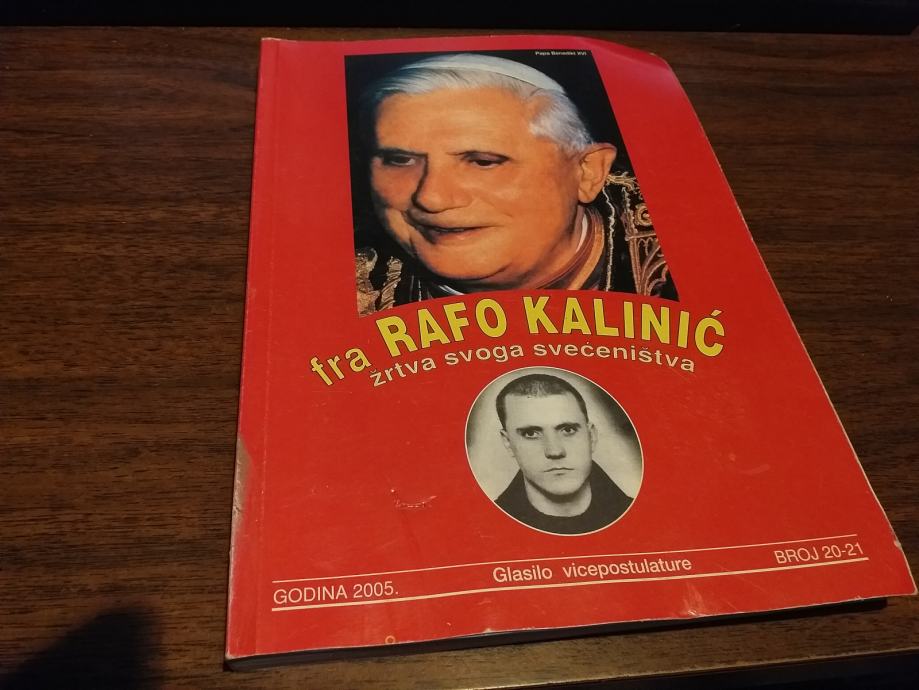 Papa Benedikt XVI
fra RAFO KALINIĆ
žrtva svoga svećeništva
GODINA 2005.
Glasilo vicepostulature
BROJ 20-21